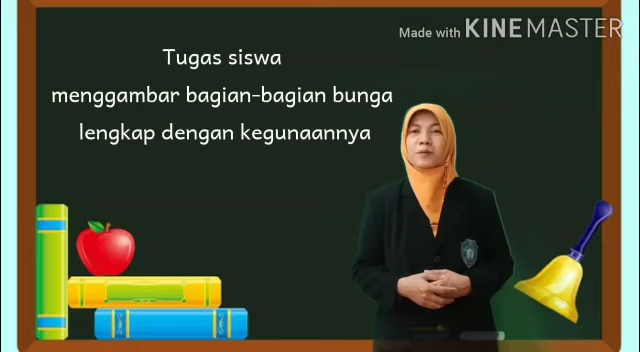 Made with KINEMASTER
Tugas siswa
menggambar bagian-bagian bunga
lengkap dengan kegunaannya